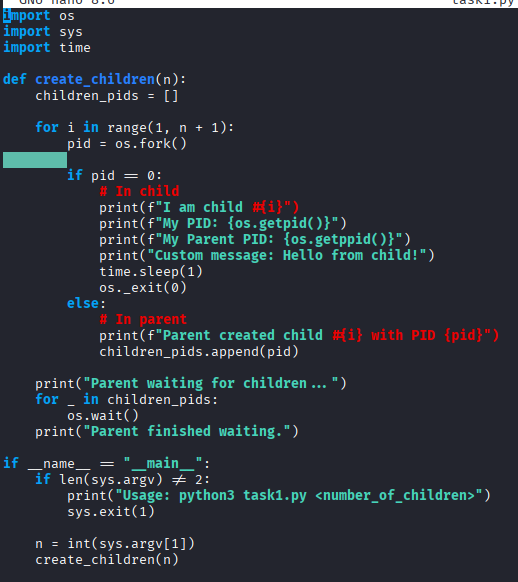 GNU nano 8.6 task1.py
import os
import sys
import time

def create_children(n):
    children_pids = []

    for i in range(1, n + 1):
        pid = os.fork()

        if pid == 0:
            # In child
            print(f"I am child #{i}")
            print(f"My PID: {os.getpid()}")
            print(f"My Parent PID: {os.getppid()}")
            print("Custom message: Hello from child!")
            time.sleep(1)
            os._exit(0)
        else:
            # In parent
            print(f"Parent created child #{i} with PID {pid}")
            children_pids.append(pid)

    print("Parent waiting for children...")
    for _ in children_pids:
        os.wait()
    print("Parent finished waiting.")

if __name__ == "__main__":
    if len(sys.argv) != 2:
        print("Usage: python3 task1.py <number_of_children>")
        sys.exit(1)

    n = int(sys.argv[1])
    create_children(n)